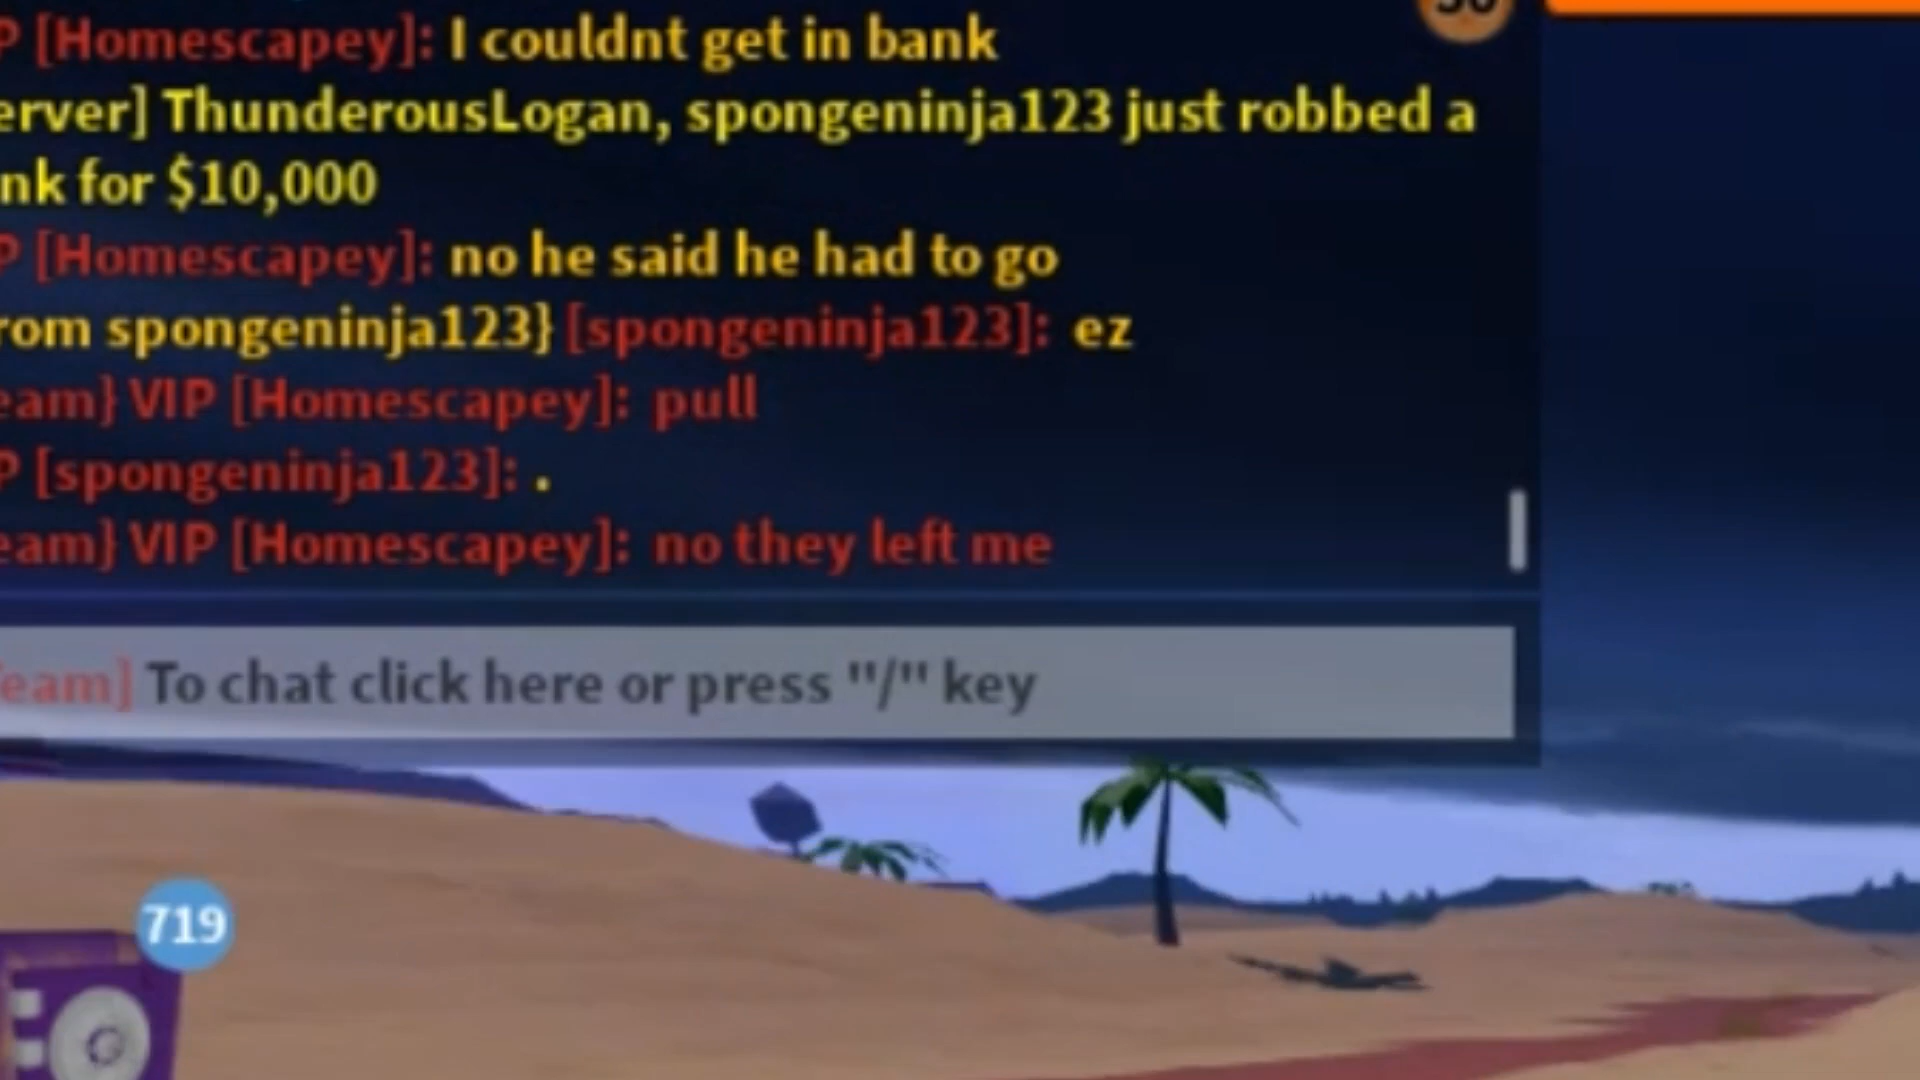 P [Homescapey]: I couldnt get in bank
erver] ThunderousLogan, spongeninja123 just robbed a
nk for $10,000
P [Homescapey]: no he said he had to go
rom spongeninja123} [spongeninja123]: ez
eam} VIP [Homescapey]: pull
P [spongeninja123]: .
eam} VIP [Homescapey]: no they left me
eam] To chat click here or press "/" key
719